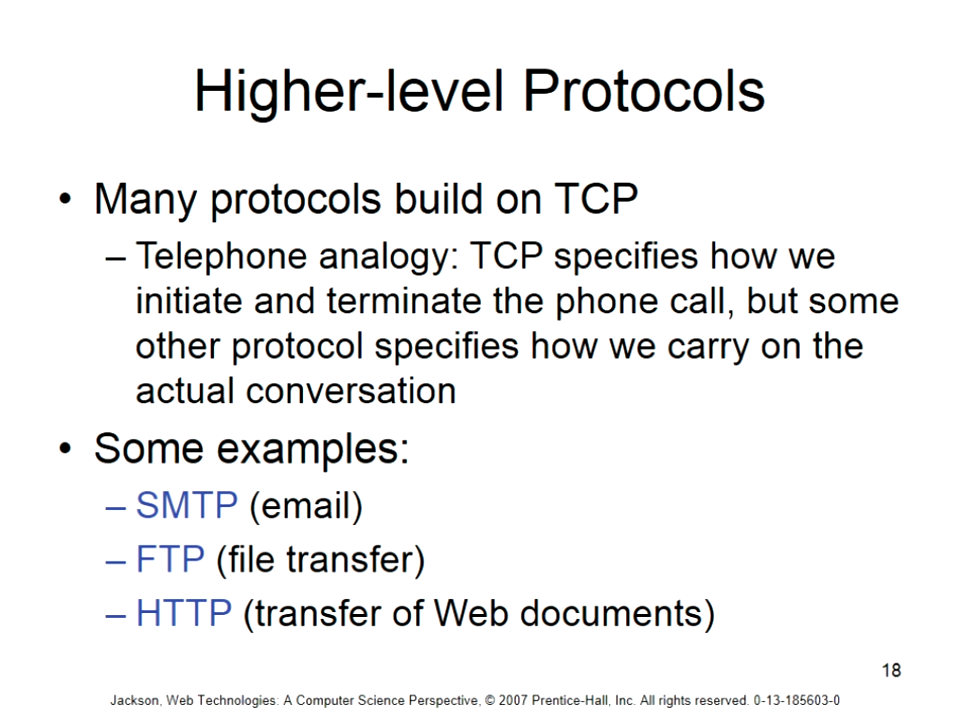 Higher-level Protocols
• Many protocols build on TCP
– Telephone analogy: TCP specifies how we
initiate and terminate the phone call, but some
other protocol specifies how we carry on the
actual conversation
• Some examples:
– SMTP (email)
– FTP (file transfer)
– HTTP (transfer of Web documents)
18
Jackson, Web Technologies: A Computer Science Perspective, © 2007 Prentice-Hall, Inc. All rights reserved. 0-13-185603-0